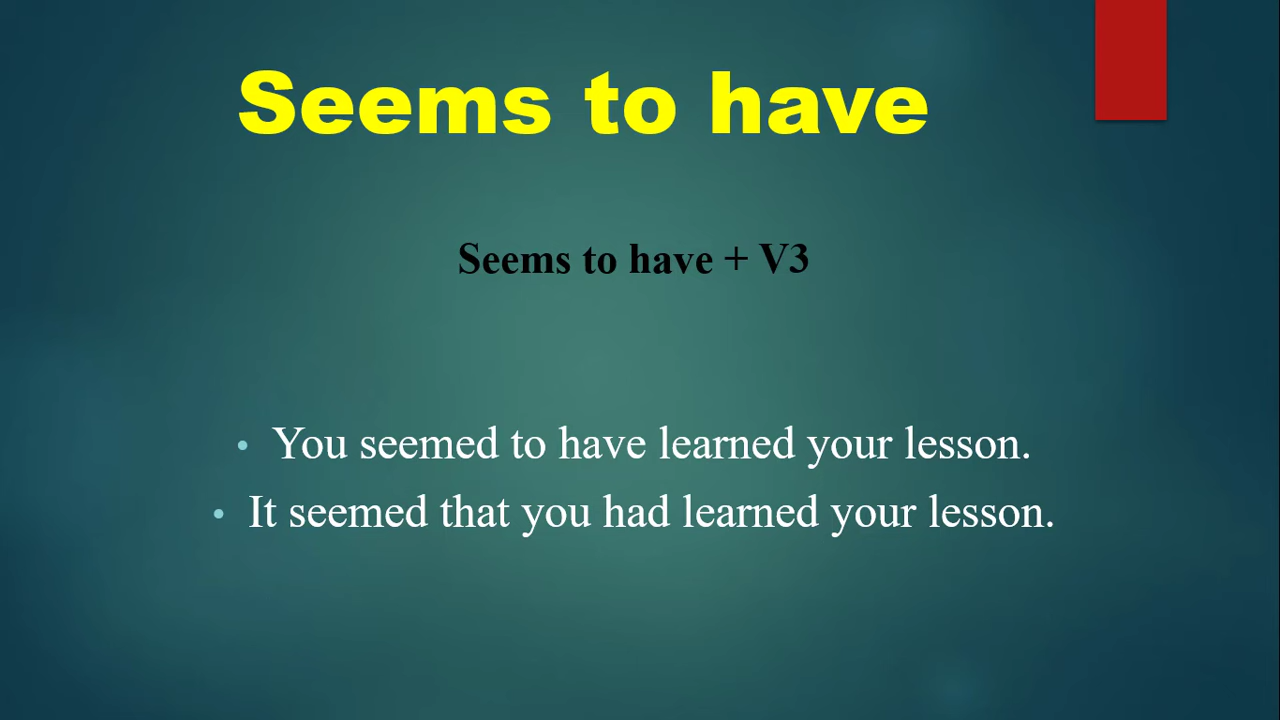 Seems to have
Seems to have + V3
• You seemed to have learned your lesson.
• It seemed that you had learned your lesson.